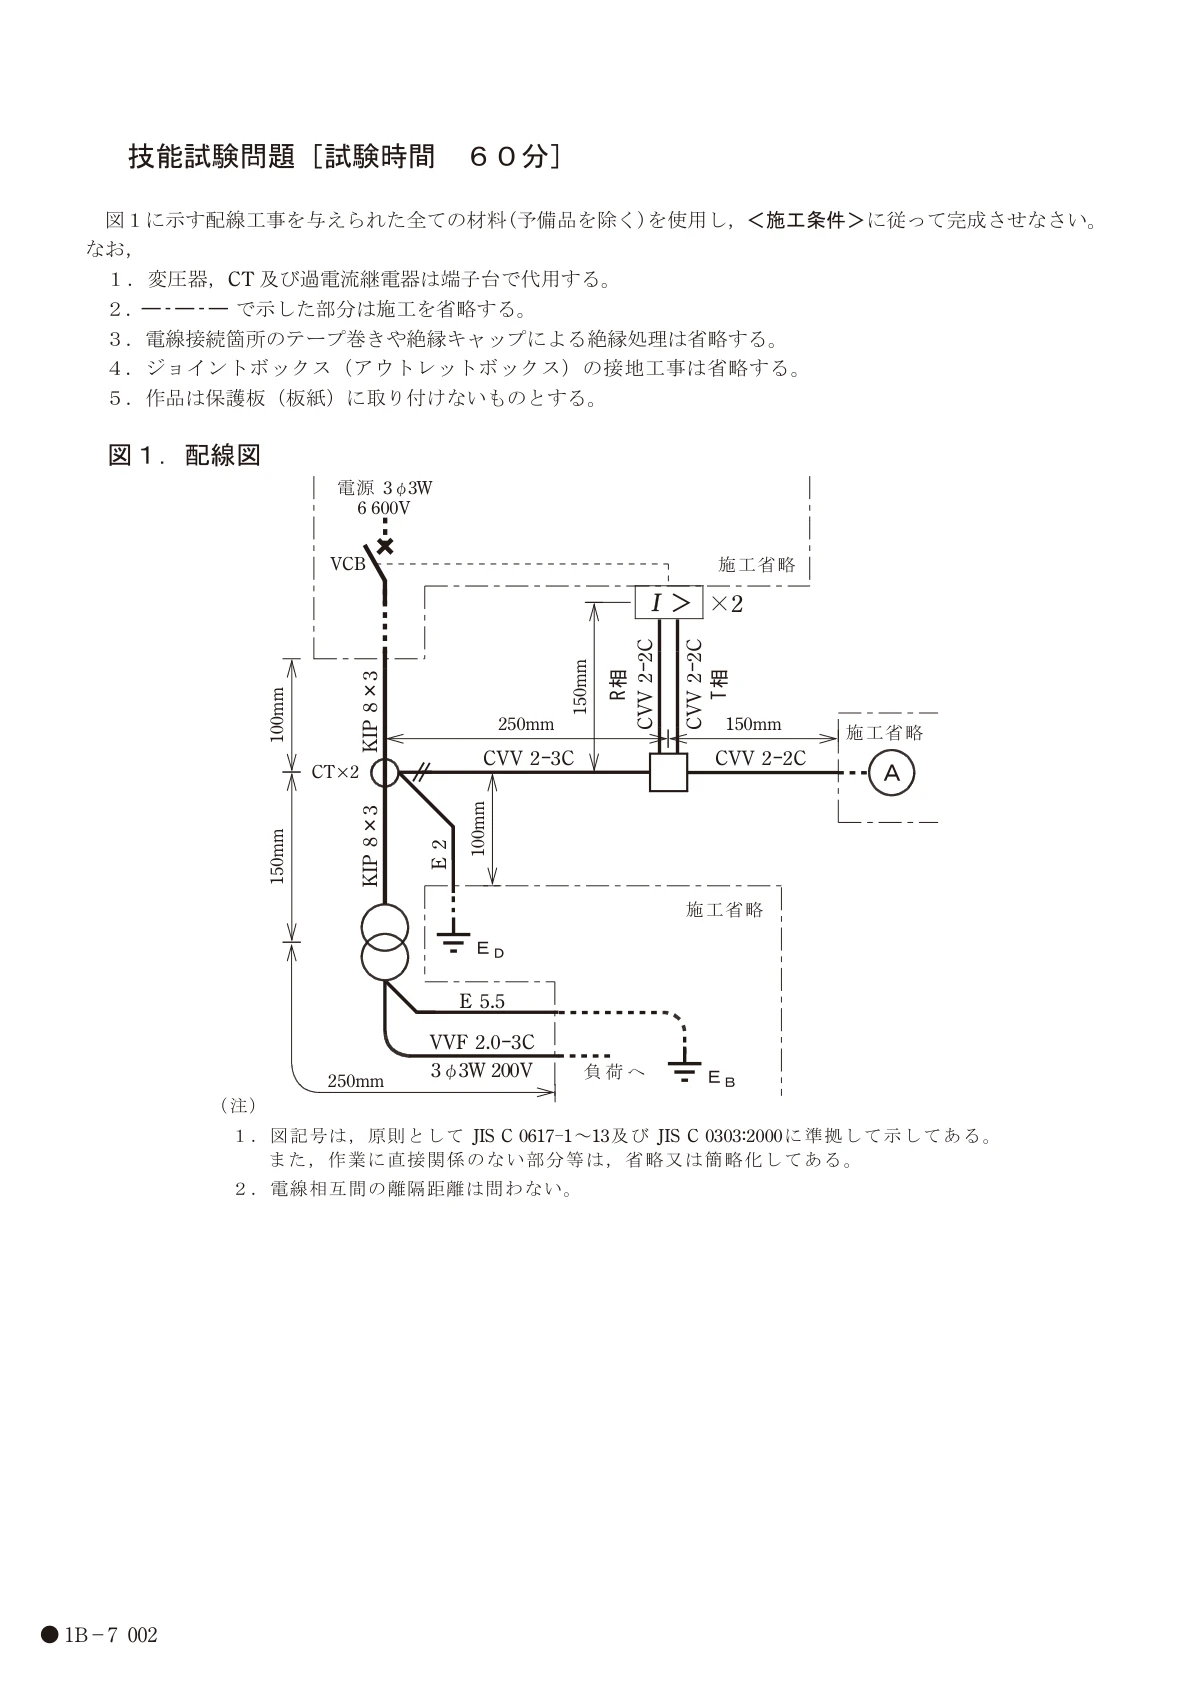 技能試験問題［試験時間　６０分］
図１に示す配線工事を与えられた全ての材料(予備品を除く)を使用し，＜施工条件＞に従って完成させなさい。
なお，
１．変圧器，CT 及び過電流継電器は端子台で代用する。
２．―･―･― で示した部分は施工を省略する。
３．電線接続箇所のテープ巻きや絶縁キャップによる絶縁処理は省略する。
４．ジョイントボックス（アウトレットボックス）の接地工事は省略する。
５．作品は保護板（板紙）に取り付けないものとする。
図１．配線図
電源 3φ3W
6 600V
VCB
施工省略
I ＞ ×2
100mm
KIP 8×3
150mm
R相
CVV 2-2C
CVV 2-2C
T相
250mm
150mm
施工省略
CT×2
CVV 2-3C
CVV 2-2C
A
150mm
KIP 8×3
E 2
100mm
施工省略
ED
E 5.5
VVF 2.0-3C
3φ3W 200V
負荷へ
EB
250mm
（注）
１．図記号は，原則として JIS C 0617-1～13及び JIS C 0303:2000に準拠して示してある。
また，作業に直接関係のない部分等は，省略又は簡略化してある。
２．電線相互間の離隔距離は問わない。
●1B－7 002